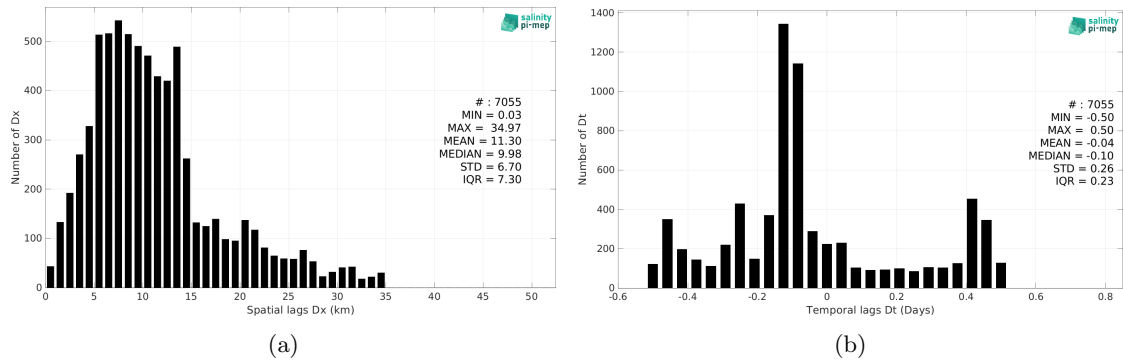 salinity
pi-mep
500
400
300
200
100
0
Number of Dx
# : 7055
MIN = 0.03
MAX = 34.97
MEAN = 11.30
MEDIAN = 9.98
STD = 6.70
IQR = 7.30
0 5 10 15 20 25 30 35 40 45 50
Spatial lags Dx (km)
(a)
salinity
pi-mep
1400
1200
1000
800
600
400
200
0
Number of Dt
# : 7055
MIN = -0.50
MAX = 0.50
MEAN = -0.04
MEDIAN = -0.10
STD = 0.26
IQR = 0.23
-0.6 -0.4 -0.2 0 0.2 0.4 0.6 0.8
Temporal lags Dt (Days)
(b)